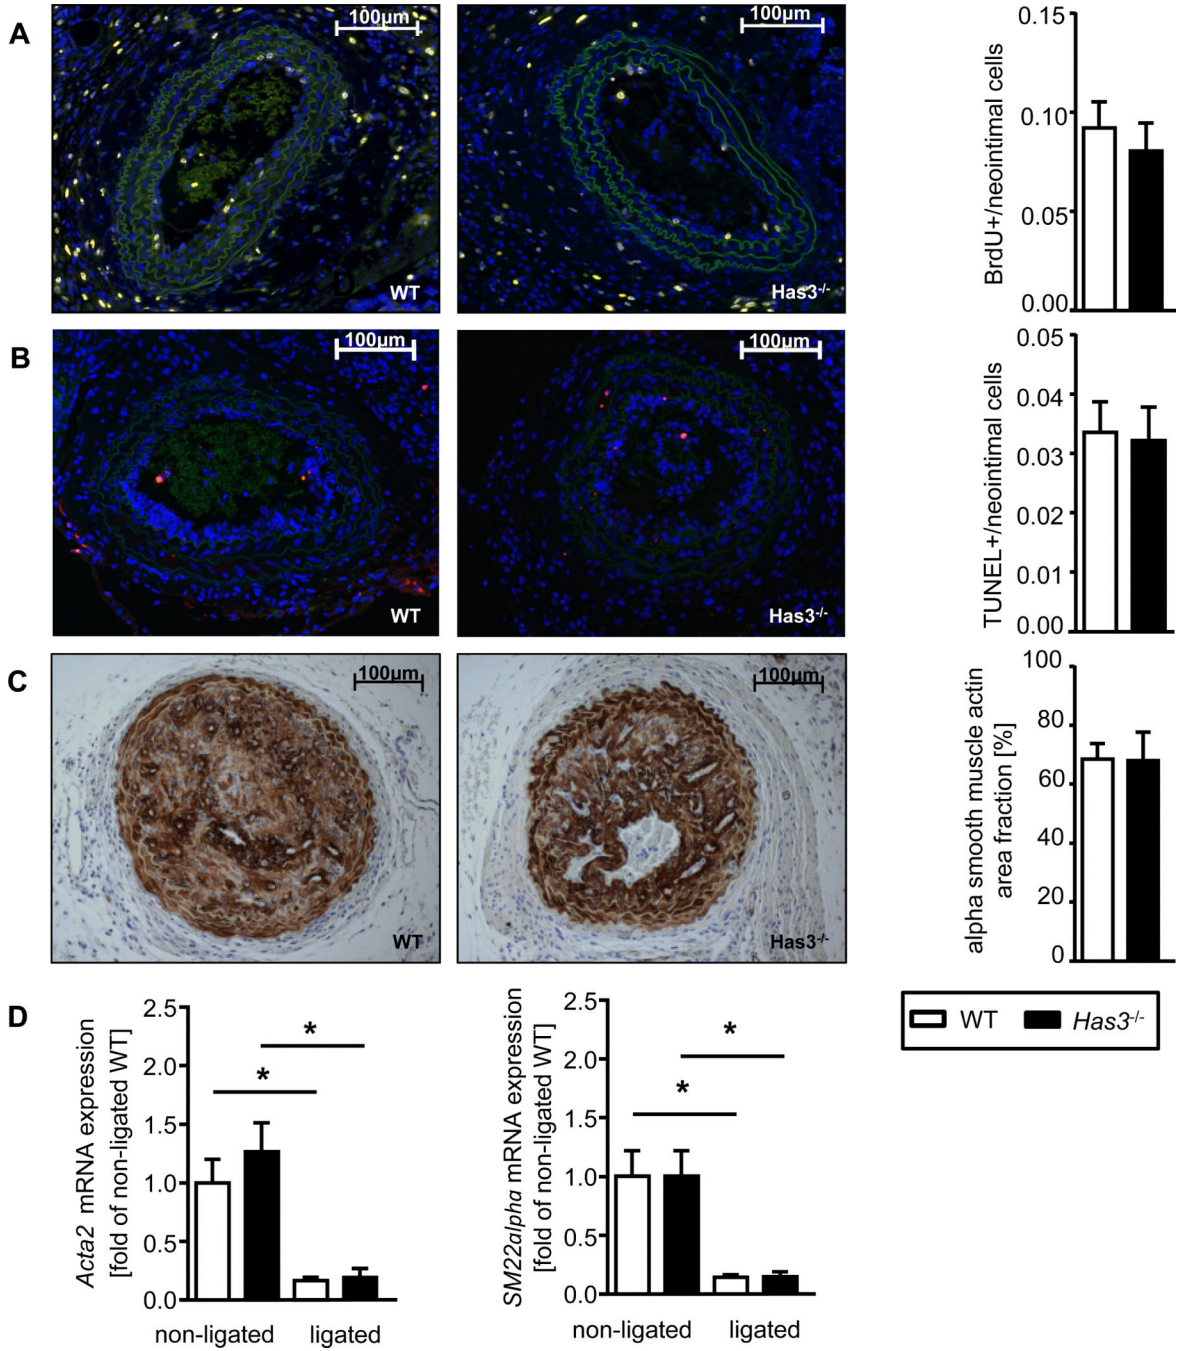 A
100µm
WT
100µm
Has3-/-
BrdU+/neointimal cells
0.15
0.10
0.05
0.00
B
100µm
WT
100µm
Has3-/-
TUNEL+/neointimal cells
0.05
0.04
0.03
0.02
0.01
0.00
C
100µm
WT
100µm
Has3-/-
alpha smooth muscle actin
area fraction [%]
100
80
60
40
20
0
WT
Has3-/-
D
Acta2 mRNA expression
[fold of non-ligated WT]
2.5
2.0
1.5
1.0
0.5
0.0
*
*
non-ligated
ligated
SM22alpha mRNA expression
[fold of non-ligated WT]
2.5
2.0
1.5
1.0
0.5
0.0
*
*
non-ligated
ligated